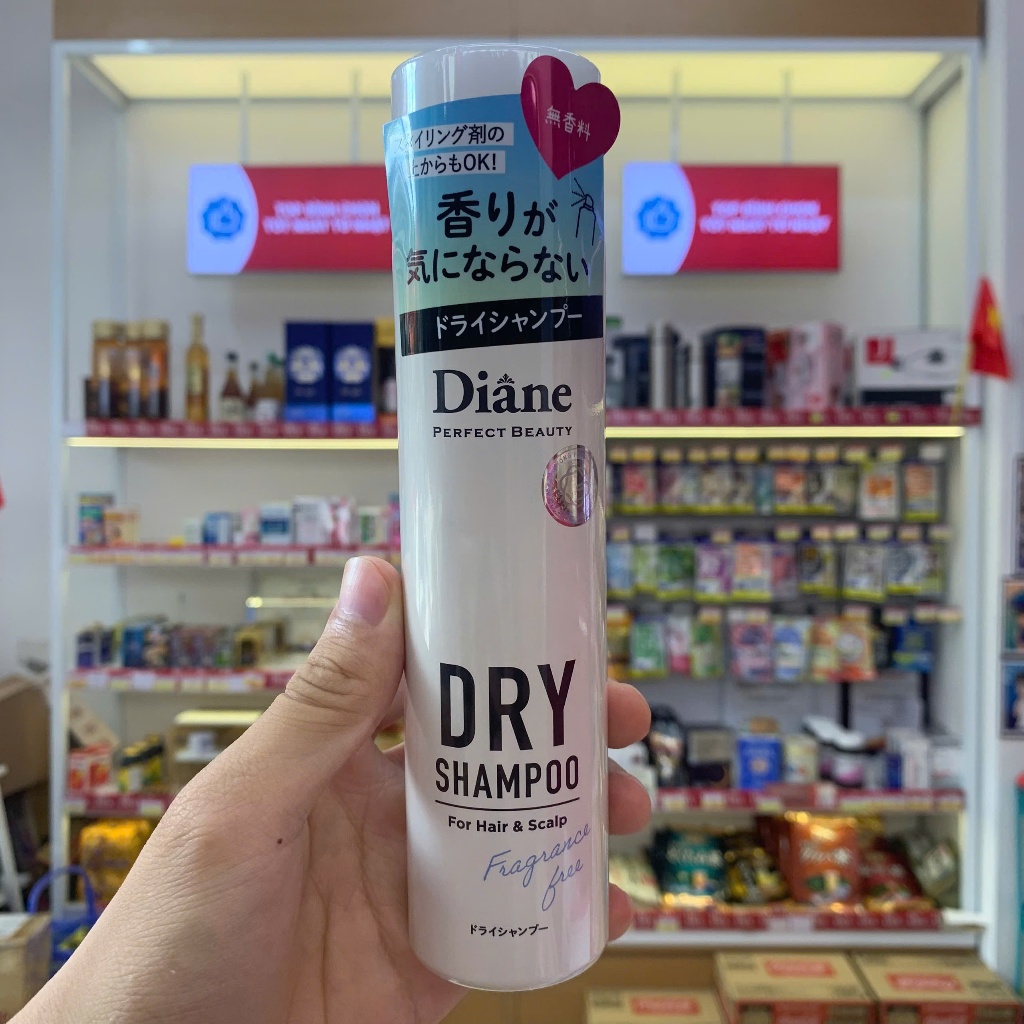 無香料
イリング剤の
上からもOK!
香りが
気にならない
ドライシャンプー
Diane
PERFECT BEAUTY
DRY
SHAMPOO
For Hair & Scalp
Fragrance
free
ドライシャンプー